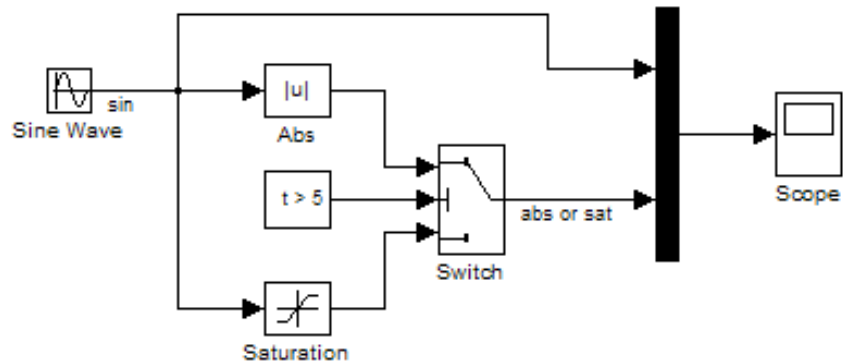 sin
Sine Wave
|u|
Abs
t > 5
abs or sat
Switch
Saturation
Scope